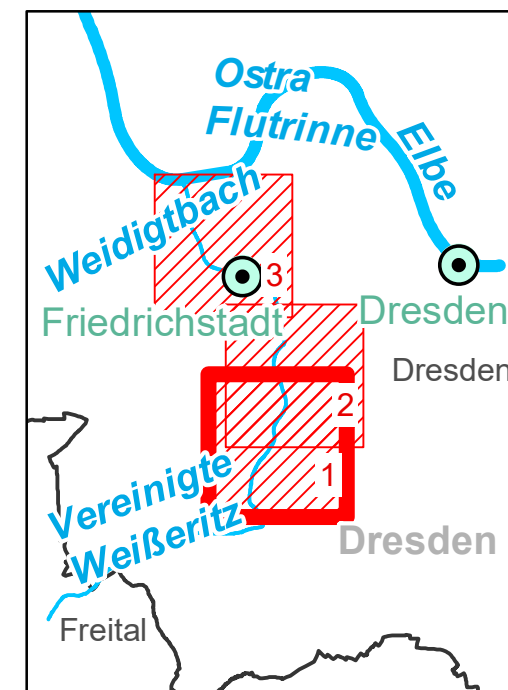 Ostra
Flutrinne
Elbe
Weidigtbach
3
Friedrichstadt
Dresden
Dresden
2
1
Vereinigte
Weißeritz
Dresden
Freital